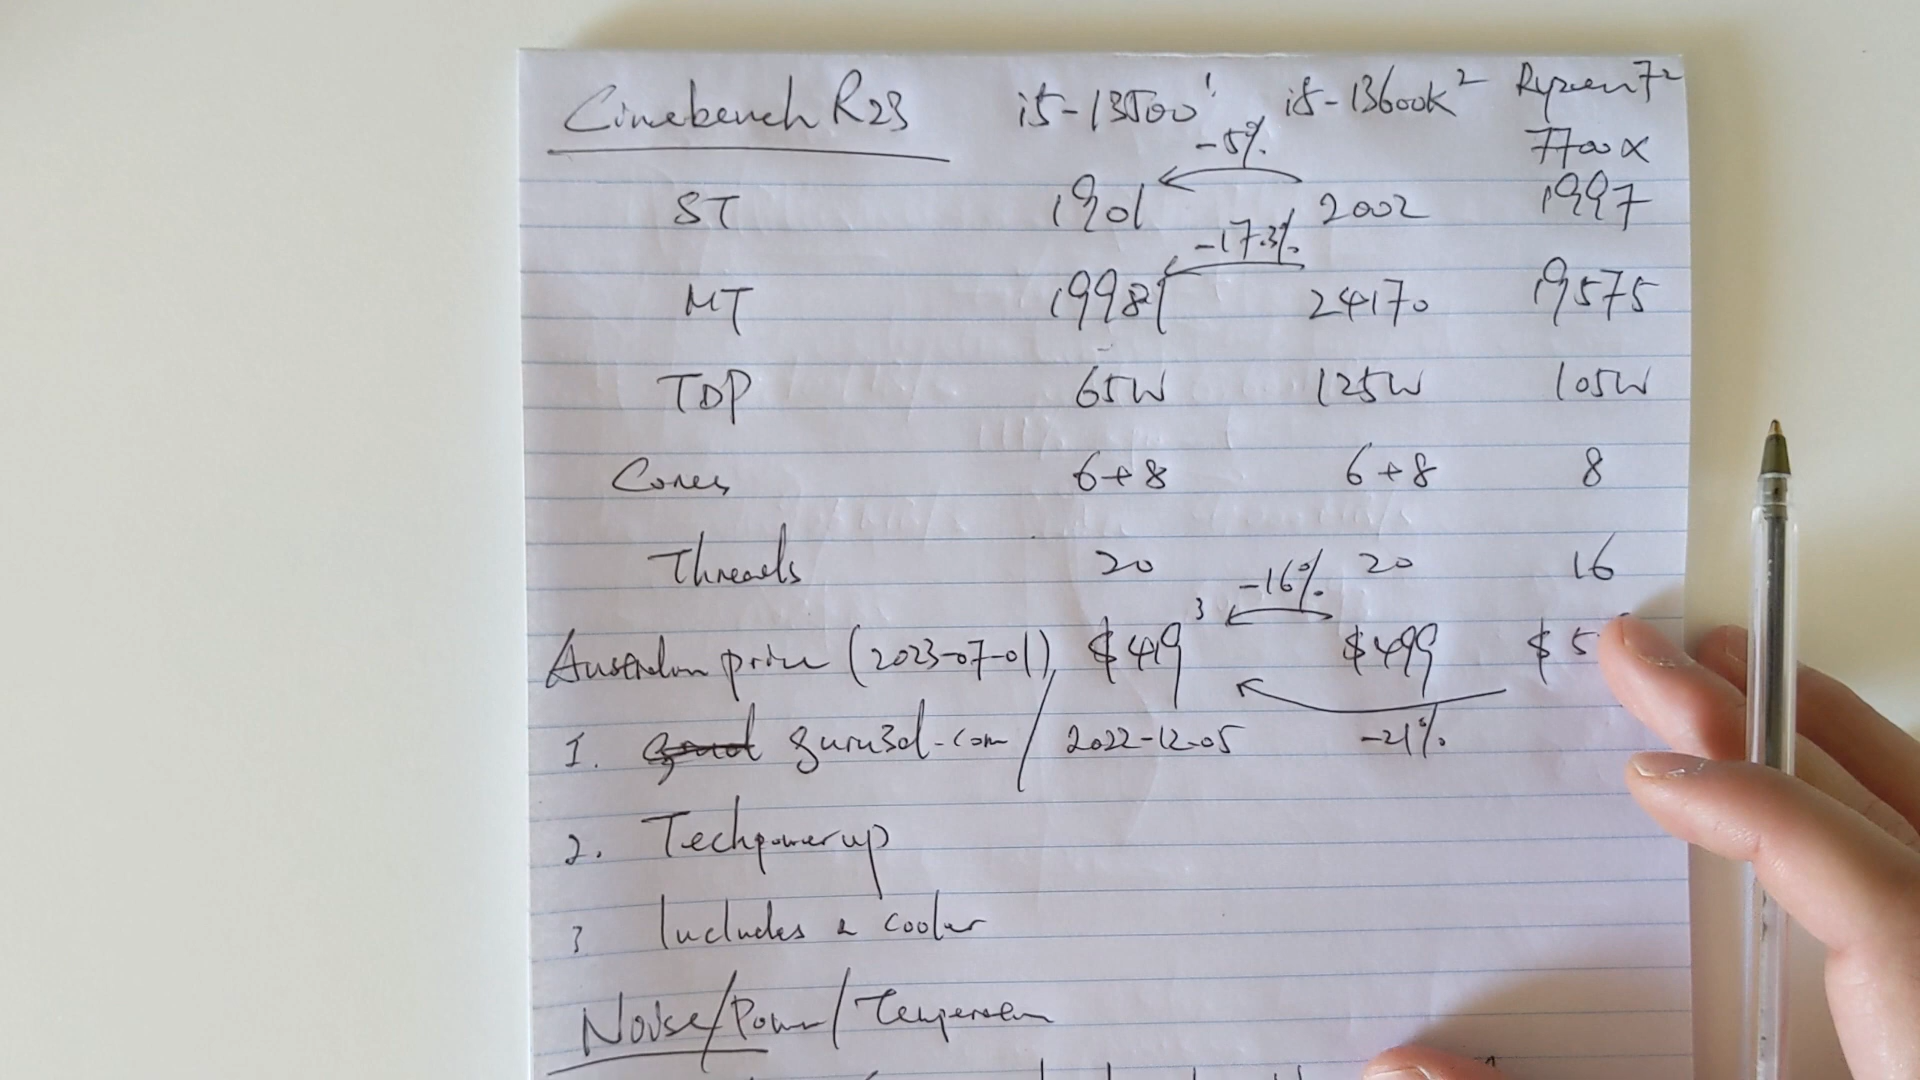 Cinebench R23 i5-13500¹ i5-13600K² Ryzen 7²
7700X
-5%
ST 1901 2002 1997
-17.3%
MT 19981 24170 19575
TDP 65W 125W 105W
Cores 6+8 6+8 8
Threads 20 20 16
-16%
Australian price (2023-07-01) $419³ $499 $5
-21%
1. guru3d.com / 2022-12-05
2. Techpowerup
3 Includes a cooler
Noise/Power/Temperature